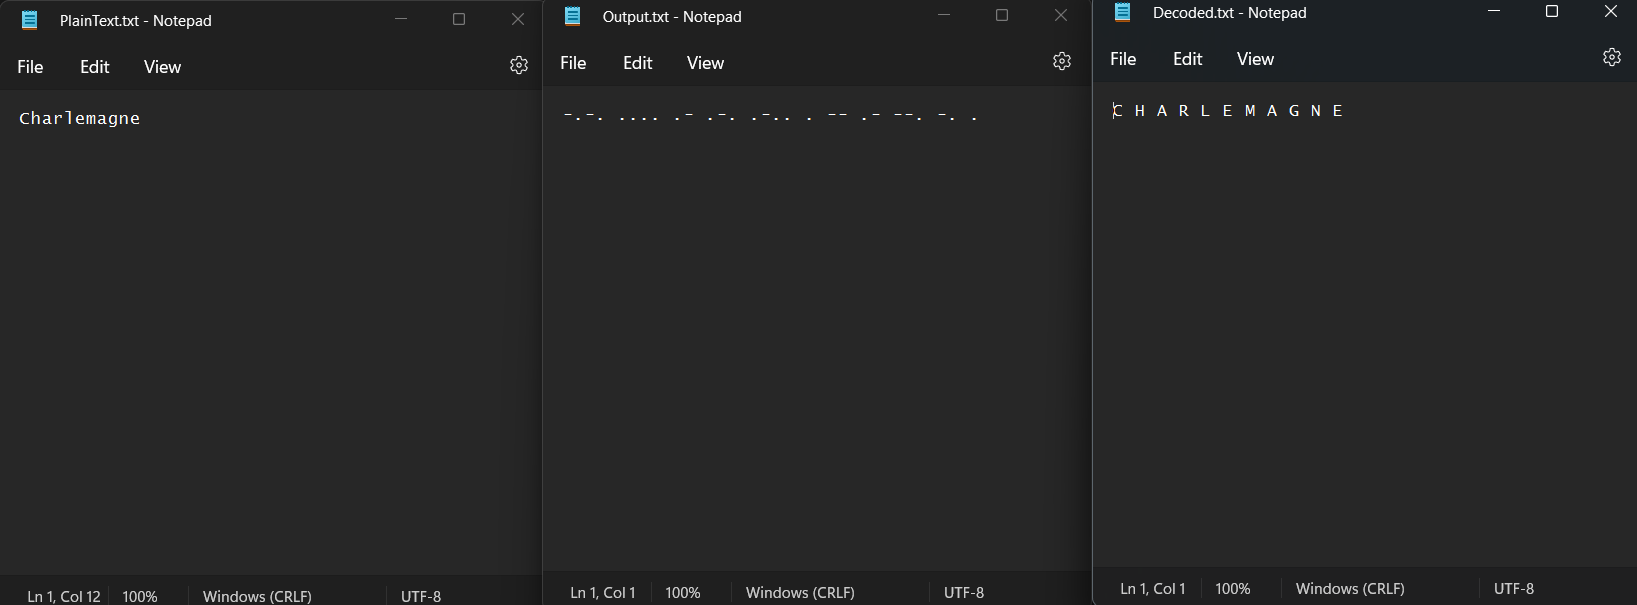 PlainText.txt - Notepad
File Edit View
Charlemagne
Ln 1, Col 12 100% Windows (CRLF) UTF-8
Output.txt - Notepad
File Edit View
-.-. .... .- .-. .-.. . -- .- --. -. .
Ln 1, Col 1 100% Windows (CRLF) UTF-8
Decoded.txt - Notepad
File Edit View
C H A R L E M A G N E
Ln 1, Col 1 100% Windows (CRLF) UTF-8